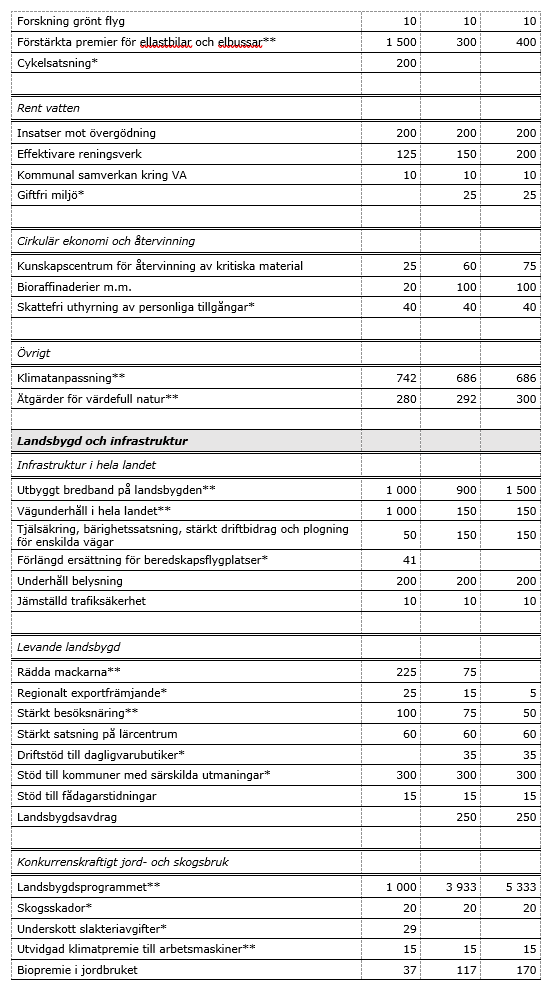 Forskning grönt flyg 10 10 10
Förstärkta premier för ellastbilar och elbussar** 1 500 300 400
Cykelsatsning* 200
Rent vatten
Insatser mot övergödning 200 200 200
Effektivare reningsverk 125 150 200
Kommunal samverkan kring VA 10 10 10
Giftfri miljö* 25 25
Cirkulär ekonomi och återvinning
Kunskapscentrum för återvinning av kritiska material 25 60 75
Bioraffinaderier m.m. 20 100 100
Skattefri uthyrning av personliga tillgångar* 40 40 40
Övrigt
Klimatanpassning** 742 686 686
Åtgärder för värdefull natur** 280 292 300
Landsbygd och infrastruktur
Infrastruktur i hela landet
Utbyggt bredband på landsbygden** 1 000 900 1 500
Vägunderhåll i hela landet** 1 000 150 150
Tjälsäkring, bärighetssatsning, stärkt driftbidrag och plogning
för enskilda vägar 50 150 150
Förlängd ersättning för beredskapsflygplatser* 41
Underhåll belysning 200 200 200
Jämställd trafiksäkerhet 10 10 10
Levande landsbygd
Rädda mackarna** 225 75
Regionalt exportfrämjande* 25 15 5
Stärkt besöksnäring** 100 75 50
Stärkt satsning på lärcentrum 60 60 60
Driftstöd till dagligvarubutiker* 35 35
Stöd till kommuner med särskilda utmaningar* 300 300 300
Stöd till fådagarstidningar 15 15 15
Landsbygdsavdrag 250 250
Konkurrenskraftigt jord- och skogsbruk
Landsbygdsprogrammet** 1 000 3 933 5 333
Skogsskador* 20 20 20
Underskott slakteriavgifter* 29
Utvidgad klimatpremie till arbetsmaskiner** 15 15 15
Biopremie i jordbruket 37 117 170